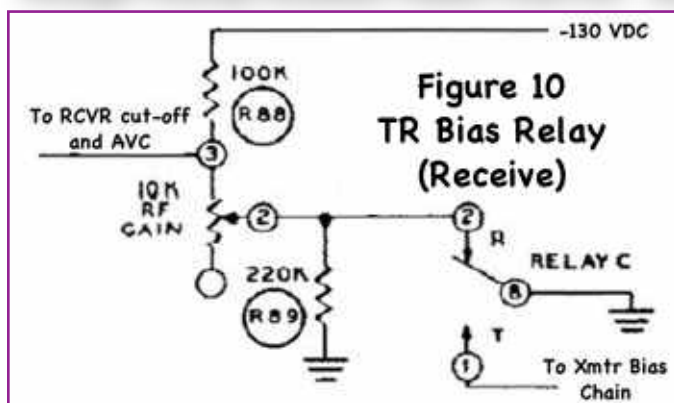 -130 VDC
100K
R88
Figure 10
TR Bias Relay
(Receive)
To RCVR cut-off
and AVC
3
10K
RF
GAIN
2
2
R
RELAY C
8
220K
R89
T
1
To Xmtr Bias
Chain